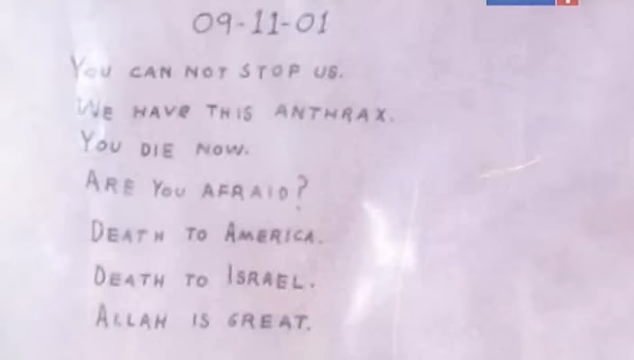 09-11-01
YOU CAN NOT STOP US.
WE HAVE THIS ANTHRAX.
YOU DIE NOW.
ARE YOU AFRAID?
DEATH TO AMERICA.
DEATH TO ISRAEL.
ALLAH IS GREAT.